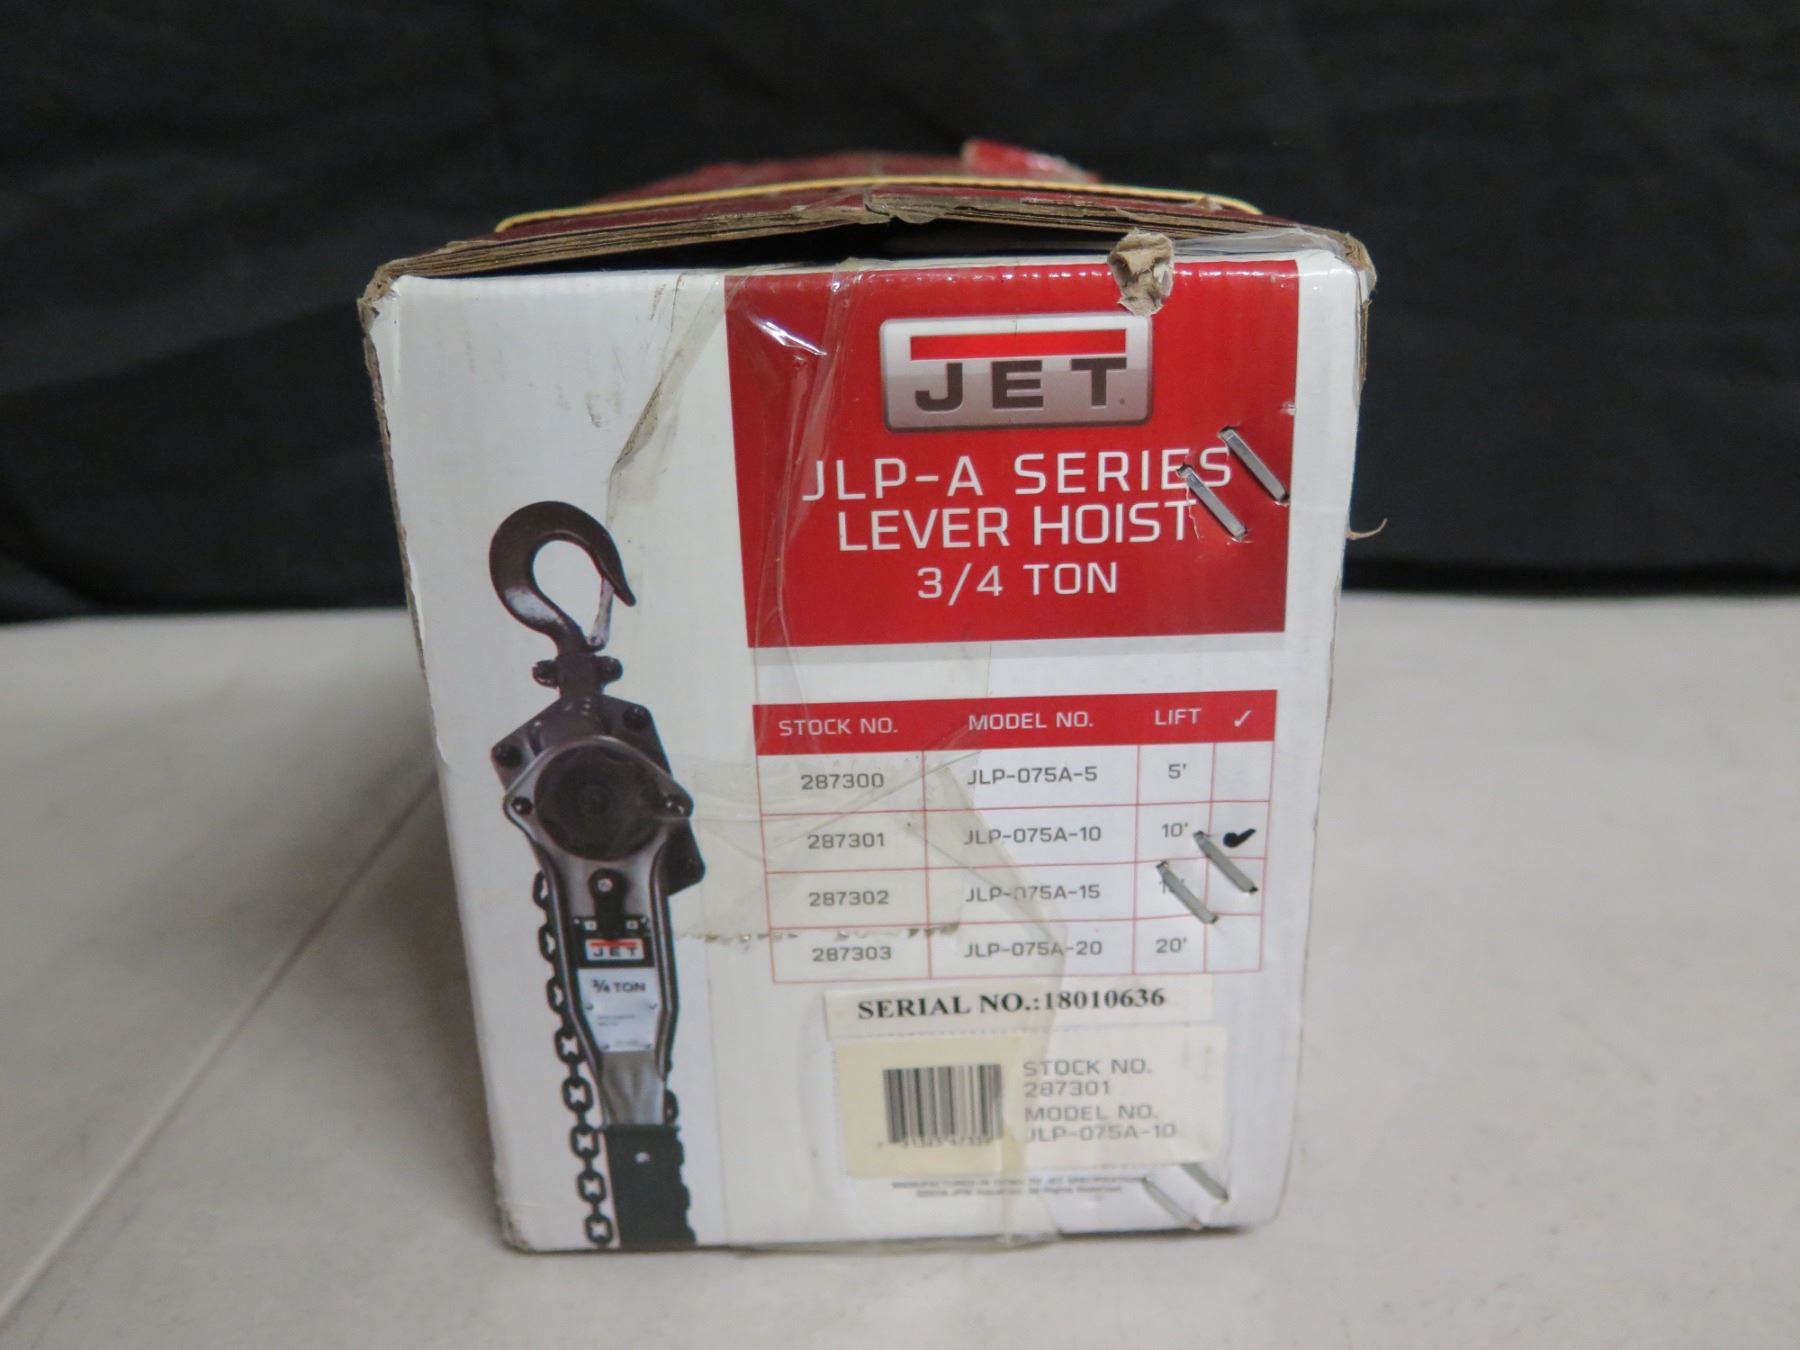 JET
JLP-A SERIES
LEVER HOIST
3/4 TON
STOCK NO. MODEL NO. LIFT ✓
287300 JLP-075A-5 5'
287301 JLP-075A-10 10'
287302 JLP-075A-15
287303 JLP-075A-20 20'
JET
3/4 TON
SERIAL NO.:18010636
STOCK NO.
287301
MODEL NO.
JLP-075A-10